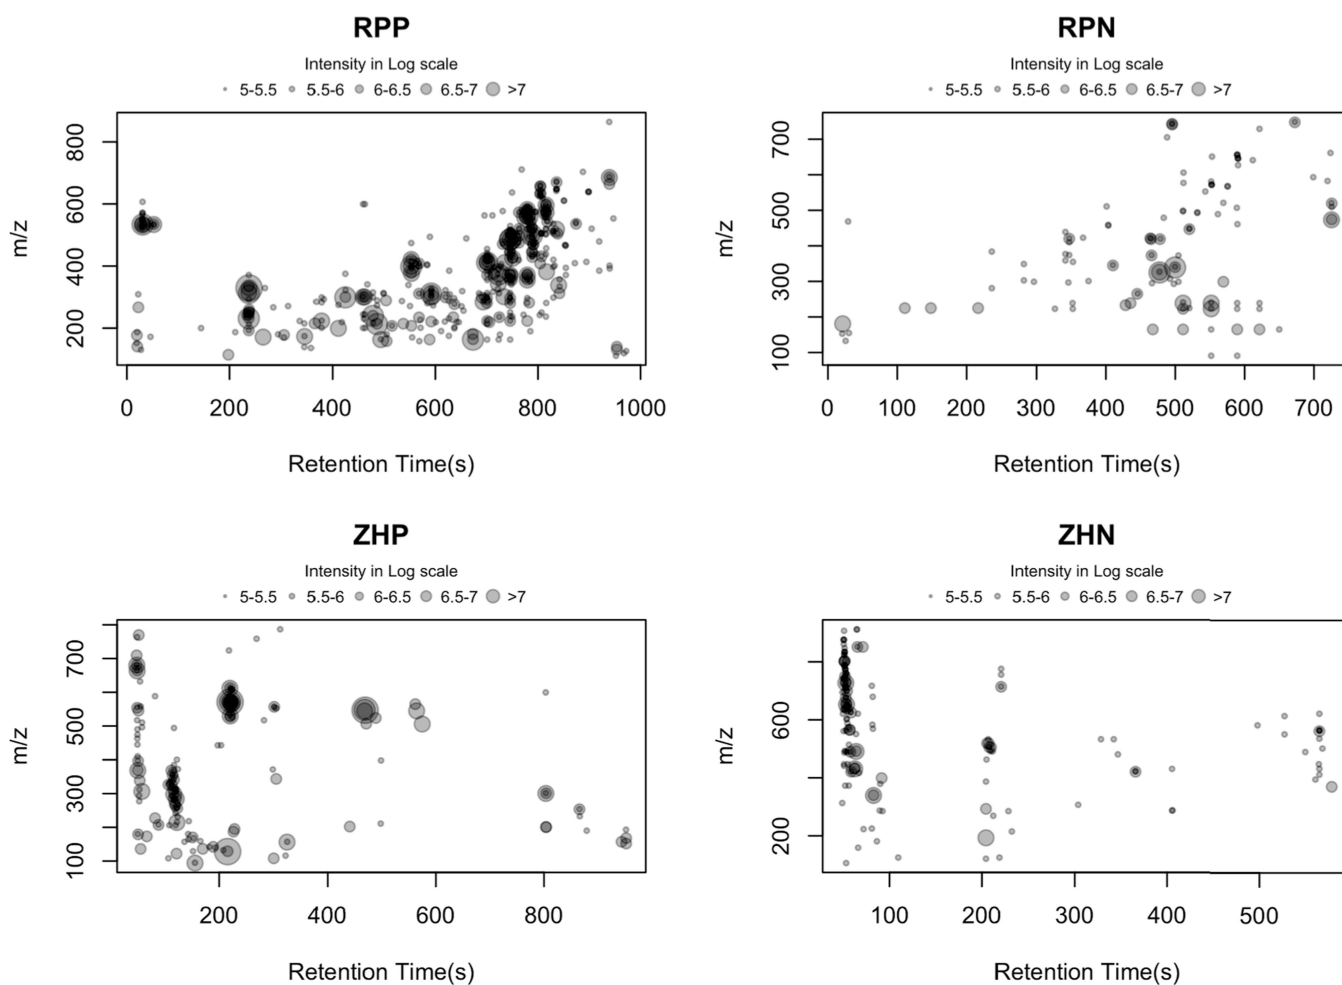 RPP
Intensity in Log scale
5-5.5 5.5-6 6-6.5 6.5-7 >7
800
600
400
200
m/z
0 200 400 600 800 1000
Retention Time(s)
RPN
Intensity in Log scale
5-5.5 5.5-6 6-6.5 6.5-7 >7
700
500
300
100
m/z
0 100 200 300 400 500 600 700
Retention Time(s)
ZHP
Intensity in Log scale
5-5.5 5.5-6 6-6.5 6.5-7 >7
700
500
300
100
m/z
200 400 600 800
Retention Time(s)
ZHN
Intensity in Log scale
5-5.5 5.5-6 6-6.5 6.5-7 >7
600
200
m/z
100 200 300 400 500
Retention Time(s)